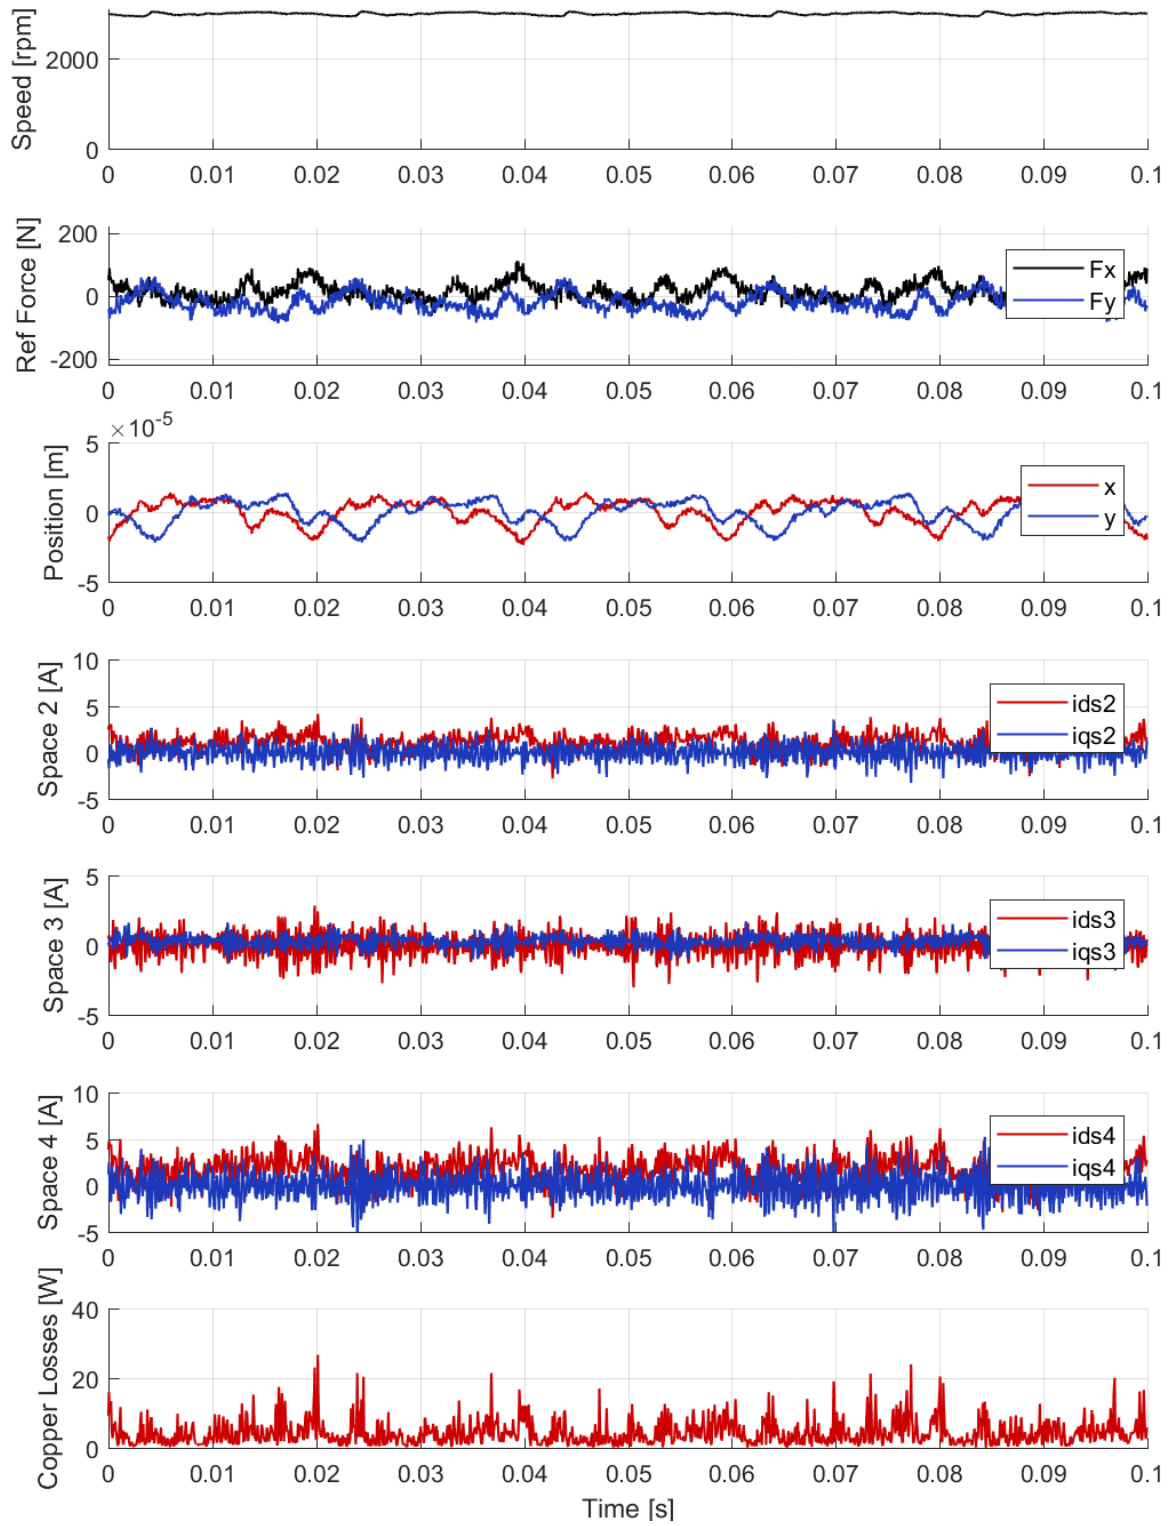 Speed [rpm]
2000
0
0 0.01 0.02 0.03 0.04 0.05 0.06 0.07 0.08 0.09 0.1
Ref Force [N]
200
0
-200
Fx
Fy
0 0.01 0.02 0.03 0.04 0.05 0.06 0.07 0.08 0.09 0.1
×10⁻⁵
Position [m]
5
0
-5
x
y
0 0.01 0.02 0.03 0.04 0.05 0.06 0.07 0.08 0.09 0.1
Space 2 [A]
10
5
0
-5
ids2
iqs2
0 0.01 0.02 0.03 0.04 0.05 0.06 0.07 0.08 0.09 0.1
Space 3 [A]
5
0
-5
ids3
iqs3
0 0.01 0.02 0.03 0.04 0.05 0.06 0.07 0.08 0.09 0.1
Space 4 [A]
10
5
0
-5
ids4
iqs4
0 0.01 0.02 0.03 0.04 0.05 0.06 0.07 0.08 0.09 0.1
Copper Losses [W]
40
20
0
0 0.01 0.02 0.03 0.04 0.05 0.06 0.07 0.08 0.09 0.1
Time [s]